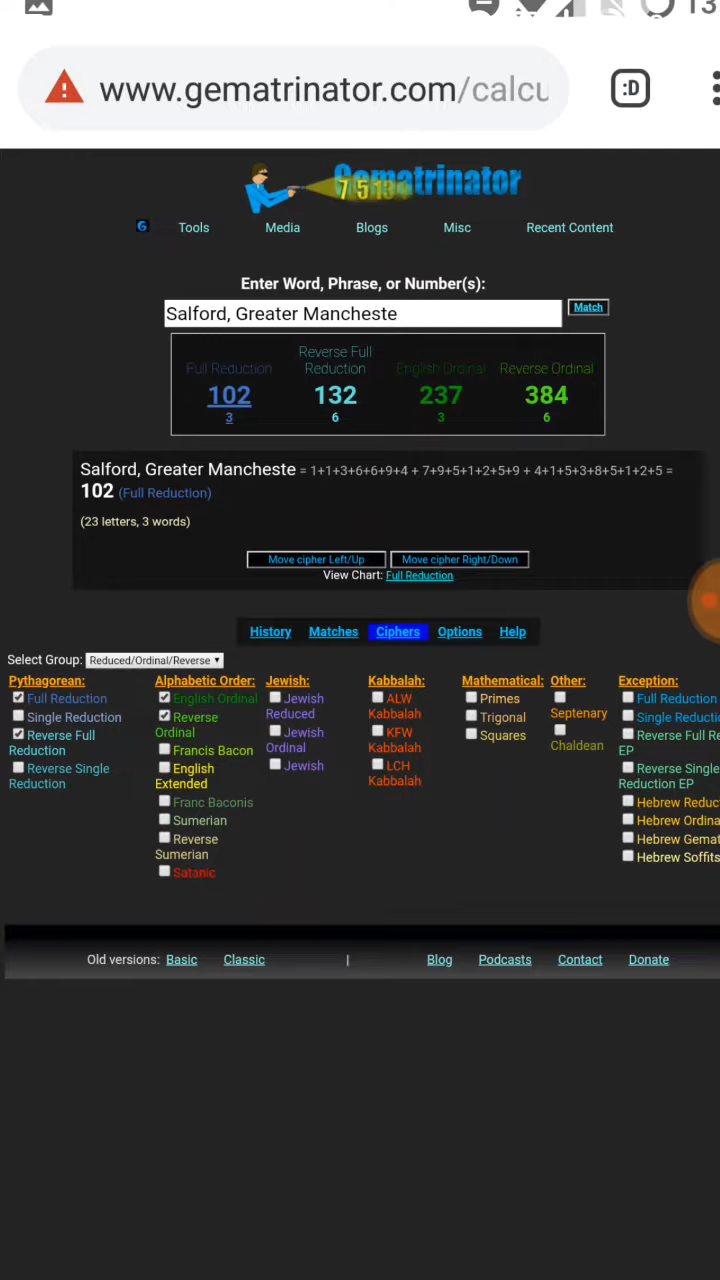 13
www.gematrinator.com/calcu
:D
Gematrinator
Tools Media Blogs Misc Recent Content
Enter Word, Phrase, or Number(s):
Salford, Greater Mancheste Match
Full Reduction Reverse Full Reduction English Ordinal Reverse Ordinal
102 132 237 384
3 6 3 6
Salford, Greater Mancheste = 1+1+3+6+6+9+4 + 7+9+5+1+2+5+9 + 4+1+5+3+8+5+1+2+5 =
102 (Full Reduction)
(23 letters, 3 words)
Move cipher Left/Up Move cipher Right/Down
View Chart: Full Reduction
History Matches Ciphers Options Help
Select Group: Reduced/Ordinal/Reverse
Pythagorean:
Full Reduction
Single Reduction
Reverse Full
Reduction
Reverse Single
Reduction
Alphabetic Order:
English Ordinal
Reverse
Ordinal
Francis Bacon
English
Extended
Franc Baconis
Sumerian
Reverse
Sumerian
Satanic
Jewish:
Jewish
Reduced
Jewish
Ordinal
Jewish
Kabbalah:
ALW
Kabbalah
KFW
Kabbalah
LCH
Kabbalah
Mathematical:
Primes
Trigonal
Squares
Other:
Septenary
Chaldean
Exception:
Full Reduction
Single Reducti
Reverse Full Re
EP
Reverse Single
Reduction EP
Hebrew Reduc
Hebrew Ordina
Hebrew Gemat
Hebrew Soffits
Old versions: Basic Classic | Blog Podcasts Contact Donate